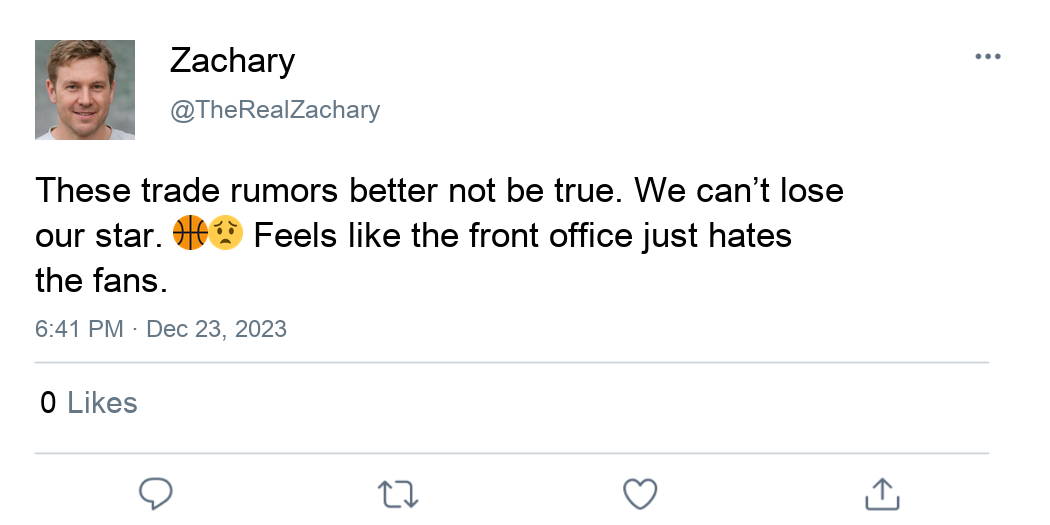 Zachary
@TheRealZachary
These trade rumors better not be true. We can’t lose
our star. 🏀😟 Feels like the front office just hates
the fans.
6:41 PM · Dec 23, 2023
0 Likes